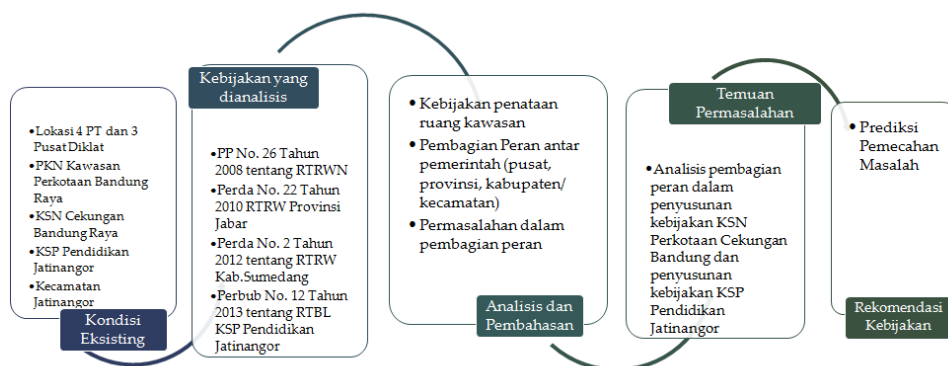 •Lokasi 4 PT dan 3
Pusat Diklat
•PKN Kawasan
Perkotaan Bandung
Raya
•KSN Cekungan
Bandung Raya
•KSP Pendidikan
Jatinangor
•Kecamatan
Jatinangor
Kondisi
Eksisting
Kebijakan yang
dianalisis
•PP No. 26 Tahun
2008 tentang RTRWN
•Perda No. 22 Tahun
2010 RTRW Provinsi
Jabar
•Perda No. 2 Tahun
2012 tentang RTRW
Kab.Sumedang
•Perbub No. 12 Tahun
2013 tentang RTBL
KSP Pendidikan
Jatinangor
• Kebijakan penataan
ruang kawasan
• Pembagian Peran antar
pemerintah (pusat,
provinsi, kabupaten/
kecamatan)
• Permasalahan dalam
pembagian peran
Analisis dan
Pembahasan
Temuan
Permasalahan
•Analisis pembagian
peran dalam
penyusunan
kebijakan KSN
Perkotaan Cekungan
Bandung dan
penyusunan
kebijakan KSP
Pendidikan
Jatinangor
• Prediksi
Pemecahan
Masalah
Rekomendasi
Kebijakan